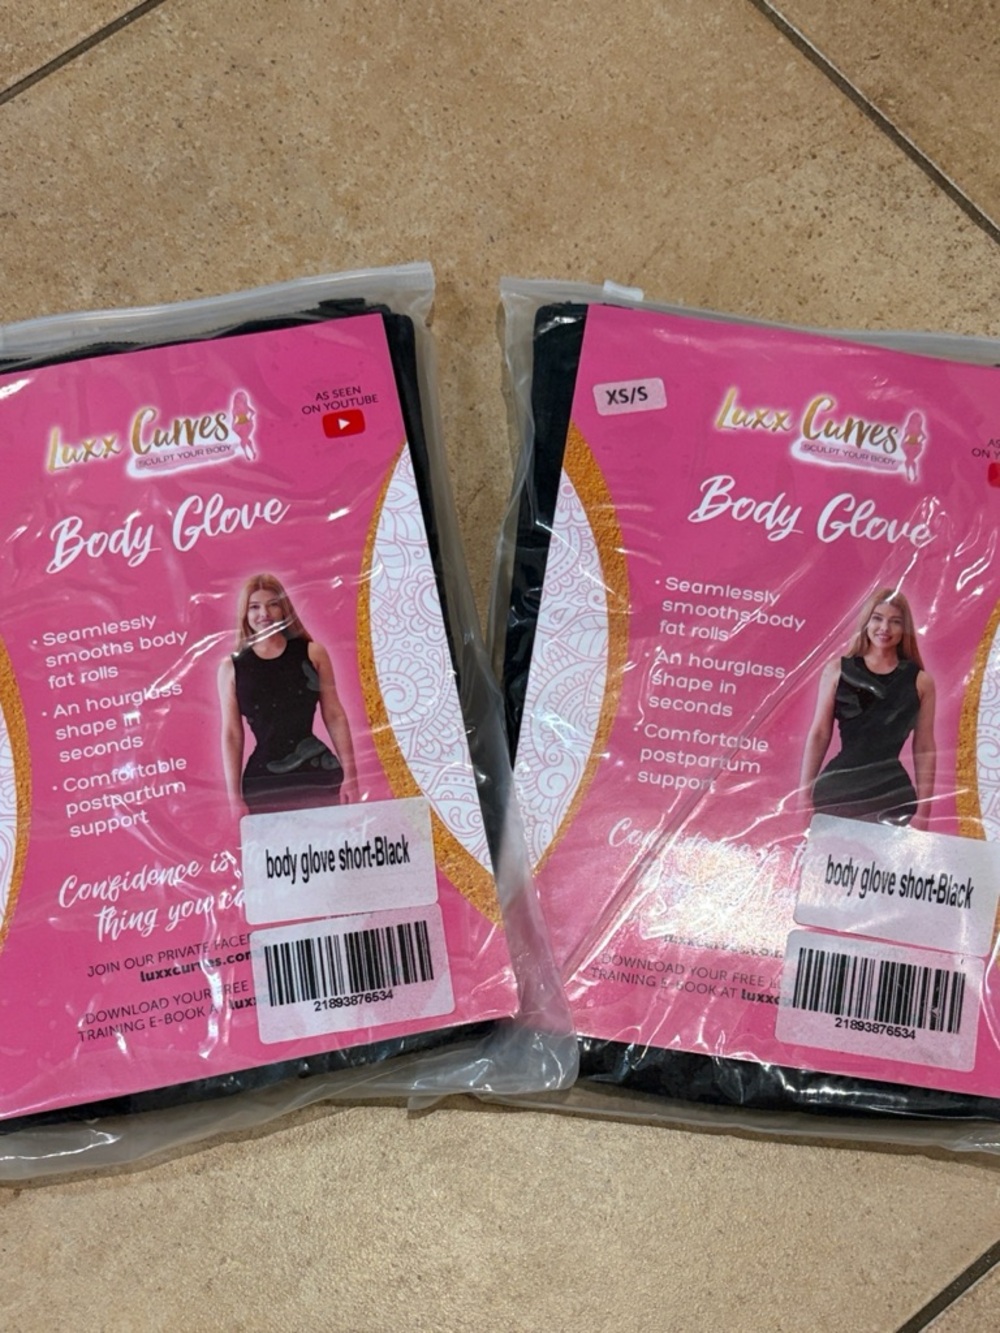 AS SEEN
ON YOUTUBE
Luxx Curves
SCULPT YOUR BODY
Body Glove
· Seamlessly
smooths body
fat rolls
· An hourglass
shape in
seconds
· Comfortable
postpartum
support
Confidence is
thing you
JOIN OUR PRIVATE
luxxcurves.com
DOWNLOAD YOUR FREE
TRAINING E-BOOK AT
body glove short-Black
21893876534
XS/S
Luxx Curves
SCULPT YOUR BODY
Body Glove
· Seamlessly
smooths body
fat rolls
· An hourglass
shape in
seconds
· Comfortable
postpartum
support
DOWNLOAD YOUR FREE
TRAINING E-BOOK AT
body glove short-Black
21893876534